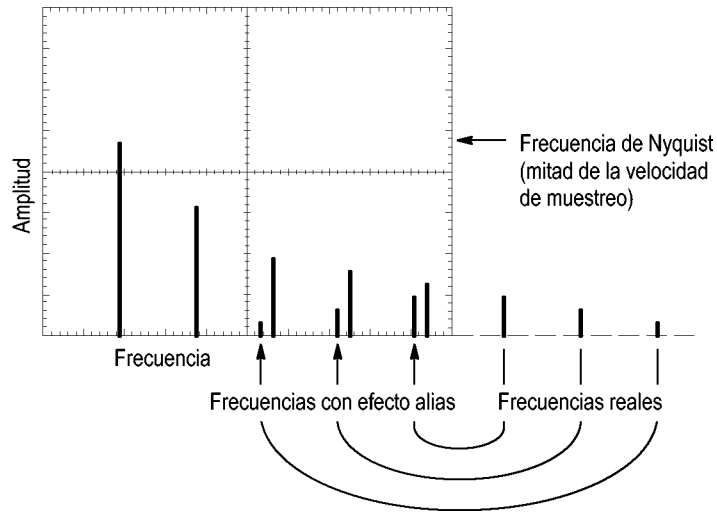 Amplitud
Frecuencia de Nyquist
(mitad de la velocidad
de muestreo)
Frecuencia
Frecuencias con efecto alias
Frecuencias reales